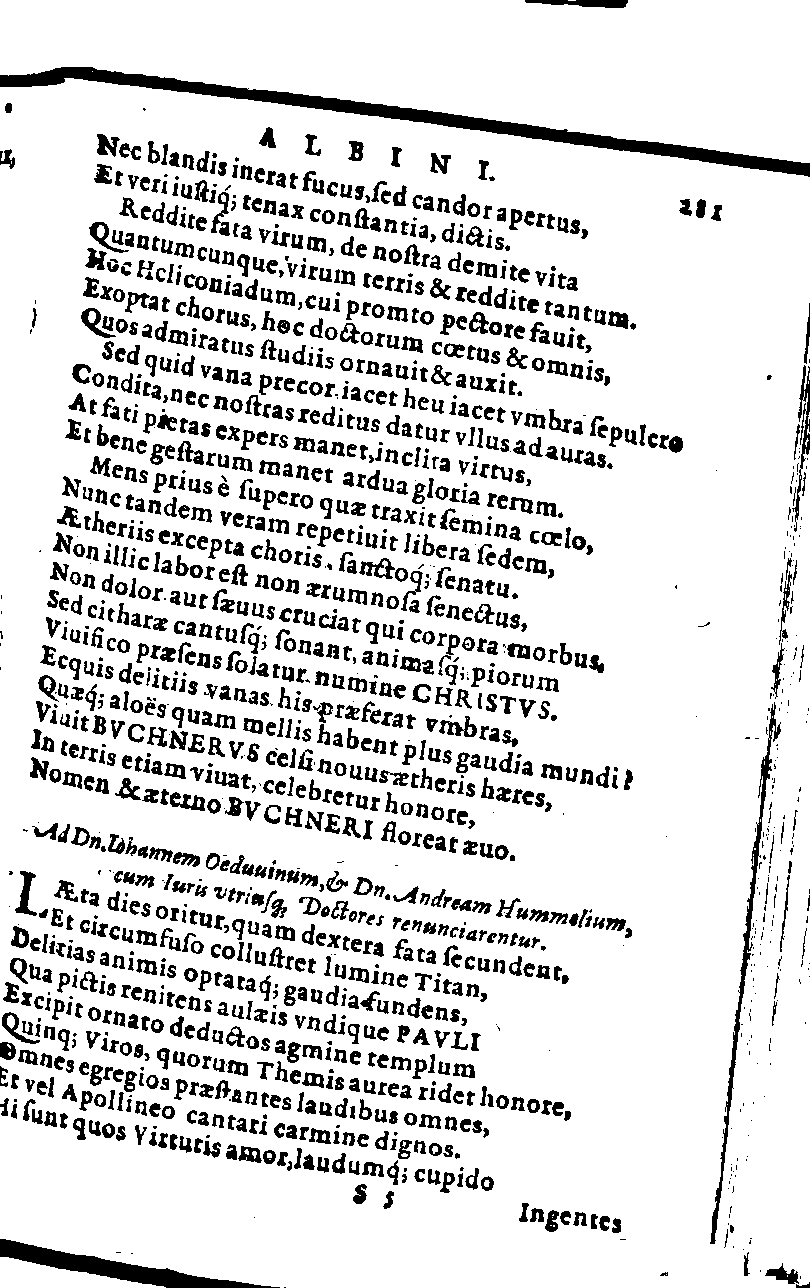 ALBINI. 281
Nec blandis inerat fucus, ſed candor apertus,
Et veri iuſtiq́; tenax conſtantia, dictis.
Reddite fata virum, de noſtra demite vita
Quantumcunque, virum terris & reddite tantum.
Hoc Heliconiadum, cui promto pectore fauit,
Exoptat chorus, hoc doctorum cœtus & omnis,
Quos admiratus ſtudiis ornauit & auxit.
Sed quid vana precor. iacet heu iacet vmbra ſepulcro
Condita, nec noſtras reditus datur vllus ad auras.
At fati pietas expers manet, inclita virtus,
Et bene geſtarum manet ardua gloria rerum.
Mens prius è ſupero quæ traxit ſemina cœlo,
Nunc tandem veram reperiuit libera ſedem,
Ætheriis excepta choris, ſanctoq́; ſenatu.
Non illic labor eſt non ærumnoſa ſenectus,
Non dolor aut ſæuus cruciat qui corpora morbus,
Sed citharæ cantuſq́; ſonant, animaſq́; piorum
Viuifico præſens ſolatur numine CHRISTVS.
Ecquis delitiis vanas his præferat vmbras,
Quæq́; aloës quam mellis habent plus gaudia mundi?
Viuit BVCHNERVS celſi nouus ætheris hæres,
In terris etiam viuat, celebretur honore,
Nomen & æterno BVCHNERI floreat æuo.
Ad Dn. Iohannem Oeduuinum, & Dn. Andream Hummelium,
cum Iuris vtriuſq́; Doctores renunciarentur.
LÆta dies oritur, quam dextera fata ſecundent,
Et circumfuſo colluſtret lumine Titan,
Delitias animis optataq́; gaudia fundens,
Qua pictis renitens aulæis vndique PAVLI
Excipit ornato deductos agmine templum
Quinq; Viros, quorum Themis aurea ridet honore,
Omnes egregios præſtantes laudibus omnes,
Et vel Apollineo cantari carmine dignos.
Hi ſunt quos Virtutis amor, laudumq́; cupido
S 5 Ingentes